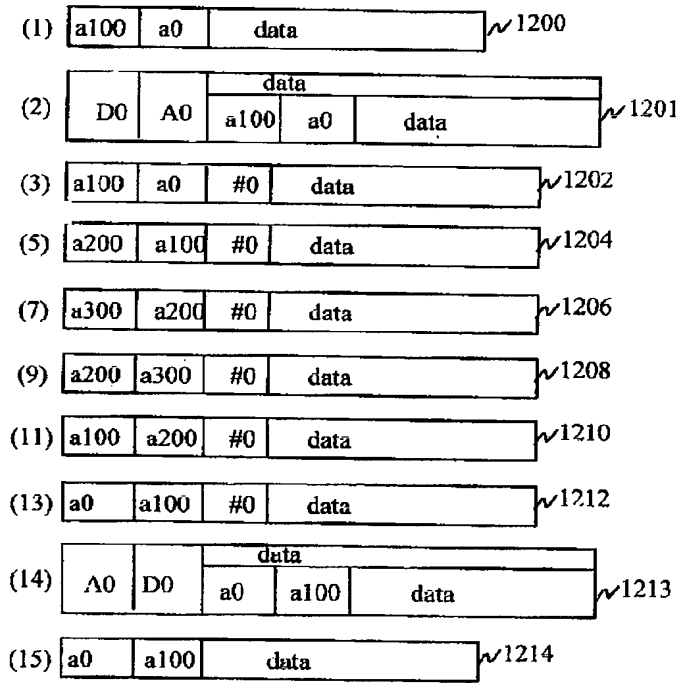 (1) a100 a0 data 1200
data
(2) D0 A0 a100 a0 data 1201
(3) a100 a0 #0 data 1202
(5) a200 a100 #0 data 1204
(7) a300 a200 #0 data 1206
(9) a200 a300 #0 data 1208
(11) a100 a200 #0 data 1210
(13) a0 a100 #0 data 1212
data
(14) A0 D0 a0 a100 data 1213
(15) a0 a100 data 1214